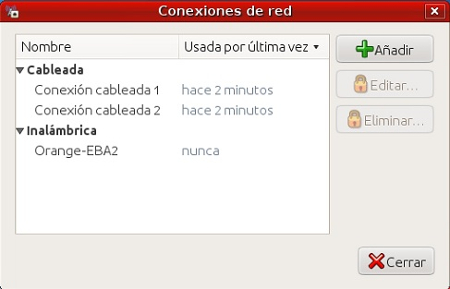 Conexiones de red
Nombre Usada por última vez
Añadir
Cableada
Editar...
Conexión cableada 1 hace 2 minutos
Conexión cableada 2 hace 2 minutos
Eliminar...
Inalámbrica
Orange-EBA2 nunca
Cerrar